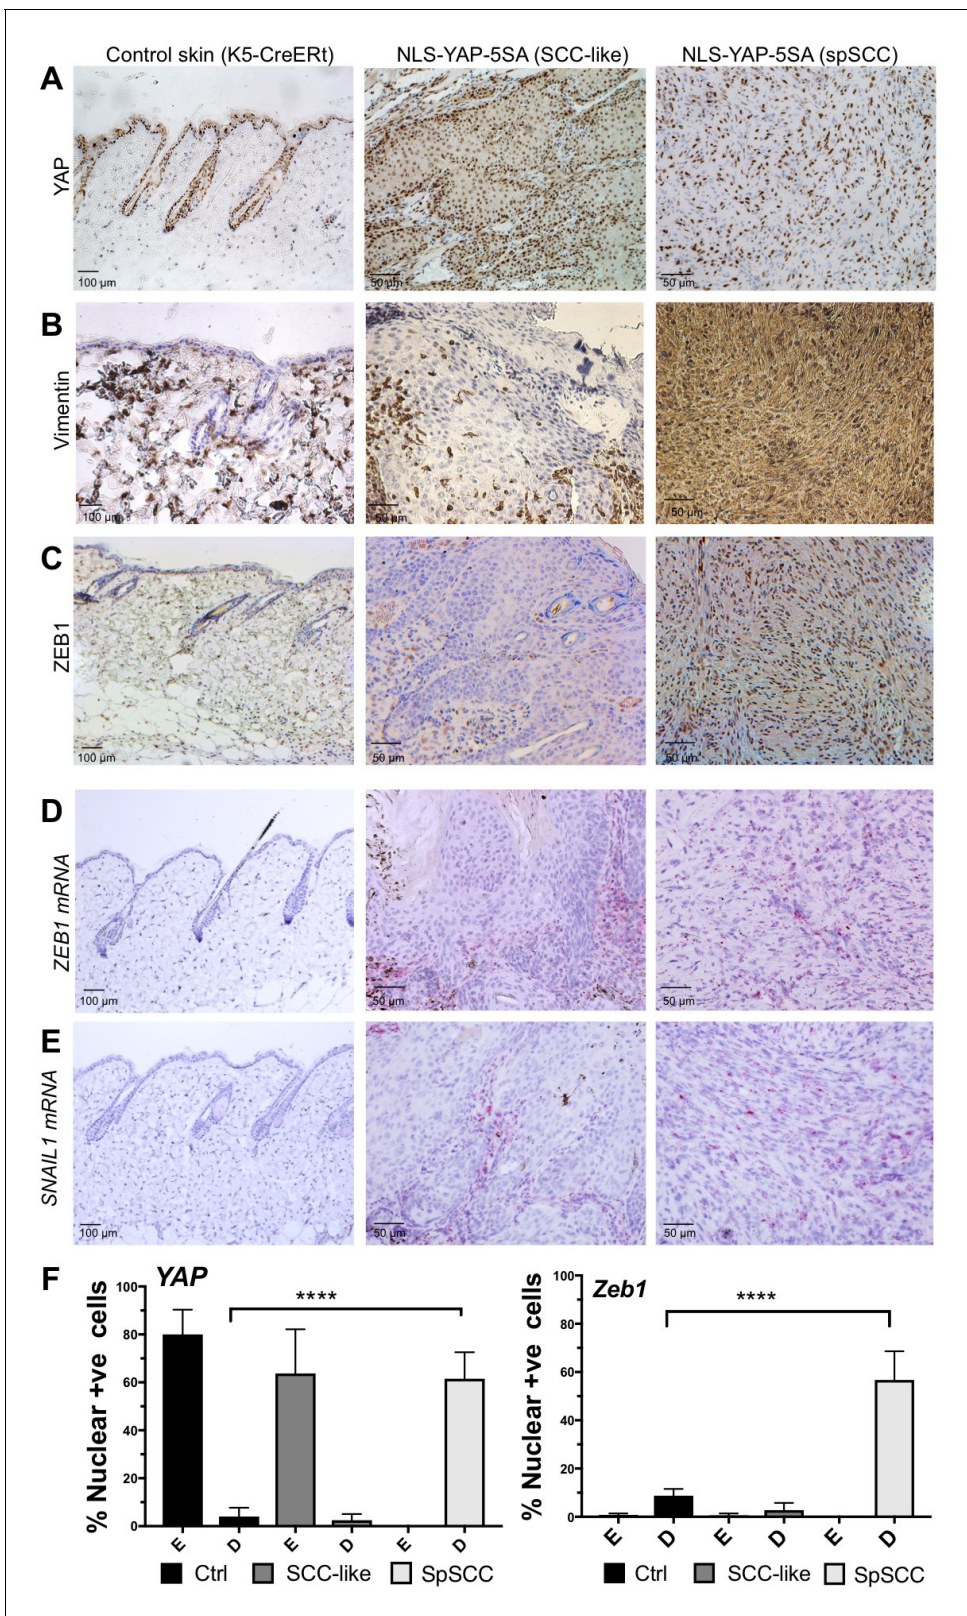 Control skin (K5-CreERt)
NLS-YAP-5SA (SCC-like)
NLS-YAP-5SA (spSCC)
A
YAP
100 µm
50 µm
50 µm
B
Vimentin
100 µm
50 µm
50 µm
C
ZEB1
100 µm
50 µm
50 µm
D
ZEB1 mRNA
100 µm
50 µm
50 µm
E
SNAIL1 mRNA
100 µm
50 µm
50 µm
F
YAP
****
% Nuclear +ve cells
100
80
60
40
20
0
E D E D E D
Ctrl SCC-like SpSCC
Zeb1
****
% Nuclear +ve cells
100
80
60
40
20
0
E D E D E D
Ctrl SCC-like SpSCC